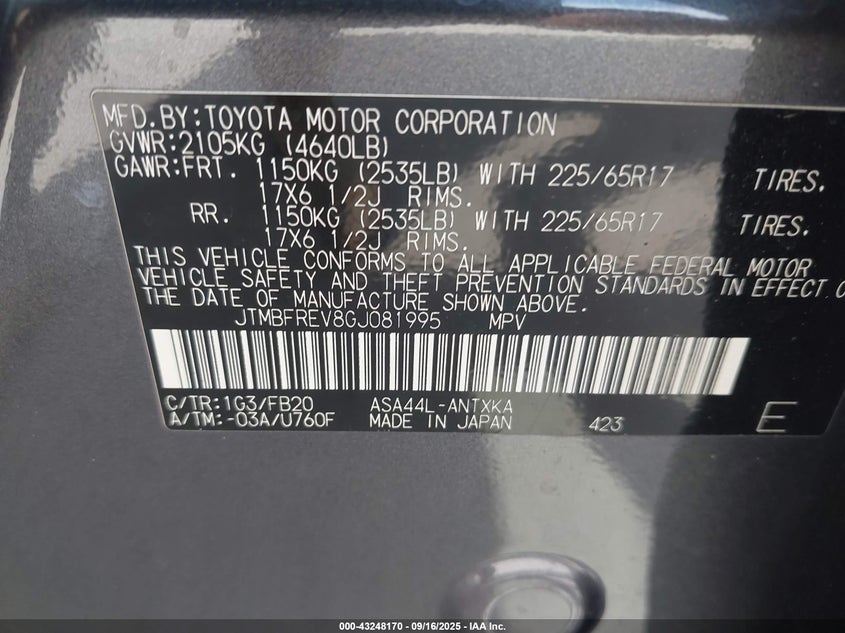 MFD.BY:TOYOTA MOTOR CORPORATION
GVWR:2105KG (4640LB)
GAWR:FRT. 1150KG (2535LB) WITH 225/65R17 TIRES.
17X6 1/2J RIMS.
RR. 1150KG (2535LB) WITH 225/65R17 TIRES.
17X6 1/2J RIMS.
THIS VEHICLE CONFORMS TO ALL APPLICABLE FEDERAL MOTOR
VEHICLE SAFETY AND THEFT PREVENTION STANDARDS IN EFFECT O
THE DATE OF MANUFACTURE SHOWN ABOVE.
JTMBFREV8GJ081995 MPV
C/TR:1G3/FB20 ASA44L-ANTXKA
A/TM:-03A/U760F MADE IN JAPAN 423 E
000-43248170 - 09/16/2025 - IAAI.COM